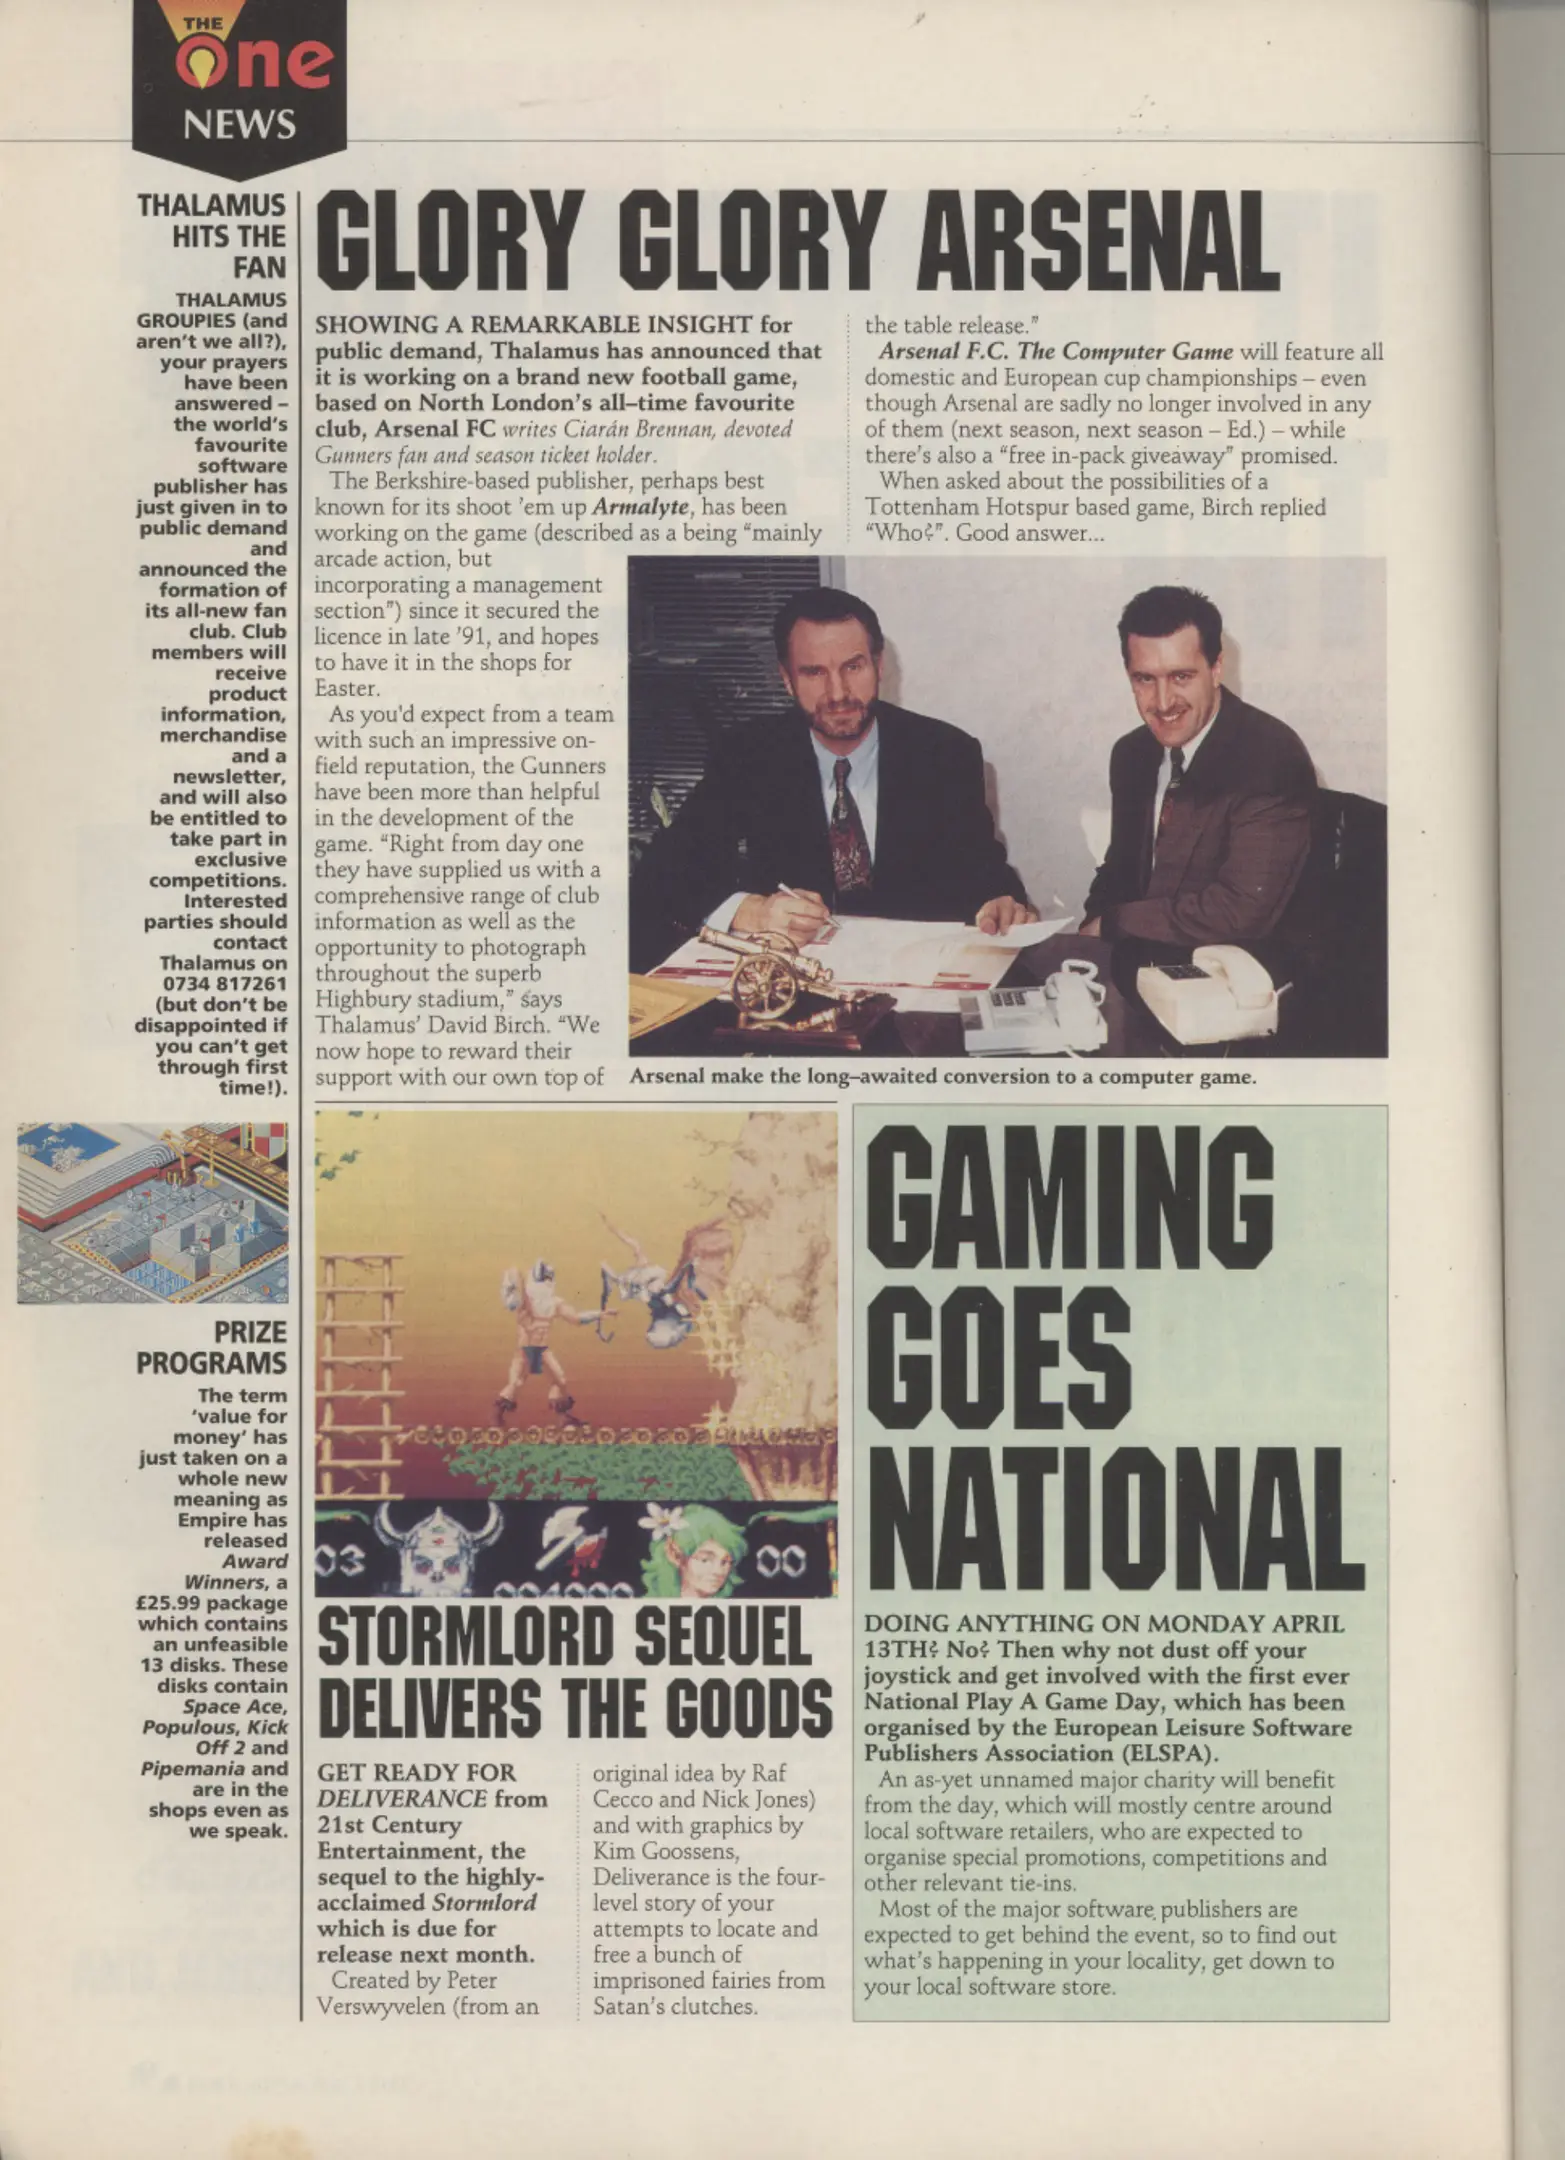 THE
One
NEWS
THALAMUS
HITS THE
FAN
THALAMUS
GROUPIES (and
aren't we all?),
your prayers
have been
answered –
the world's
favourite
software
publisher has
just given in to
public demand
and
announced the
formation of
its all-new fan
club. Club
members will
receive
product
information,
merchandise
and a
newsletter,
and will also
be entitled to
take part in
exclusive
competitions.
Interested
parties should
contact
Thalamus on
0734 817261
(but don't be
disappointed if
you can't get
through first
time!).
PRIZE
PROGRAMS
The term
'value for
money' has
just taken on a
whole new
meaning as
Empire has
released
Award
Winners, a
£25.99 package
which contains
an unfeasible
13 disks. These
disks contain
Space Ace,
Populous, Kick
Off 2 and
Pipemania and
are in the
shops even as
we speak.
GLORY GLORY ARSENAL
SHOWING A REMARKABLE INSIGHT for
public demand, Thalamus has announced that
it is working on a brand new football game,
based on North London's all–time favourite
club, Arsenal FC writes Ciarán Brennan, devoted
Gunners fan and season ticket holder.
The Berkshire-based publisher, perhaps best
known for its shoot 'em up Armalyte, has been
working on the game (described as a being "mainly
arcade action, but
incorporating a management
section") since it secured the
licence in late '91, and hopes
to have it in the shops for
Easter.
As you'd expect from a team
with such an impressive on-
field reputation, the Gunners
have been more than helpful
in the development of the
game. "Right from day one
they have supplied us with a
comprehensive range of club
information as well as the
opportunity to photograph
throughout the superb
Highbury stadium," says
Thalamus' David Birch. "We
now hope to reward their
support with our own top of
the table release."
Arsenal F.C. The Computer Game will feature all
domestic and European cup championships – even
though Arsenal are sadly no longer involved in any
of them (next season, next season – Ed.) – while
there's also a "free in-pack giveaway" promised.
When asked about the possibilities of a
Tottenham Hotspur based game, Birch replied
"Who?". Good answer...
Arsenal make the long–awaited conversion to a computer game.
03
004000
00
STORMLORD SEQUEL
DELIVERS THE GOODS
GET READY FOR
DELIVERANCE from
21st Century
Entertainment, the
sequel to the highly-
acclaimed Stormlord
which is due for
release next month.
Created by Peter
Verswyvelen (from an
original idea by Raf
Cecco and Nick Jones)
and with graphics by
Kim Goossens,
Deliverance is the four-
level story of your
attempts to locate and
free a bunch of
imprisoned fairies from
Satan's clutches.
GAMING
GOES
NATIONAL
DOING ANYTHING ON MONDAY APRIL
13TH? No? Then why not dust off your
joystick and get involved with the first ever
National Play A Game Day, which has been
organised by the European Leisure Software
Publishers Association (ELSPA).
An as-yet unnamed major charity will benefit
from the day, which will mostly centre around
local software retailers, who are expected to
organise special promotions, competitions and
other relevant tie-ins.
Most of the major software publishers are
expected to get behind the event, so to find out
what's happening in your locality, get down to
your local software store.